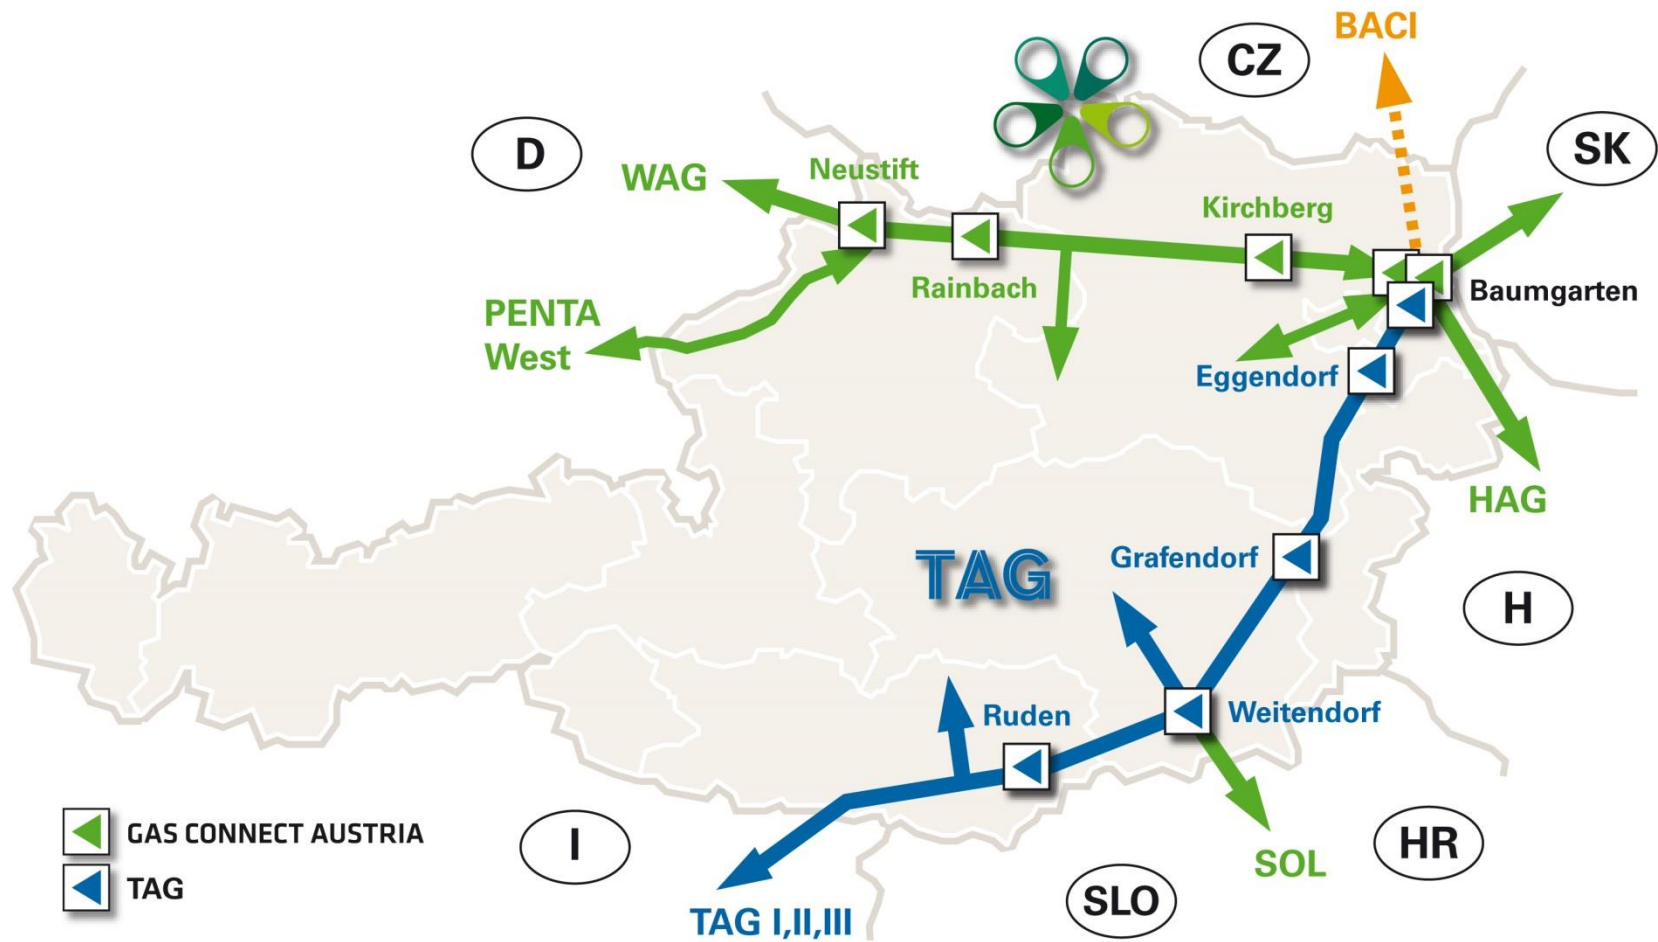 BACI
CZ
SK
D
WAG
Neustift
Kirchberg
Rainbach
Baumgarten
PENTA
West
Eggendorf
HAG
TAG
Grafendorf
H
Ruden
Weitendorf
GAS CONNECT AUSTRIA
TAG
I
HR
SOL
SLO
TAG I,II,III